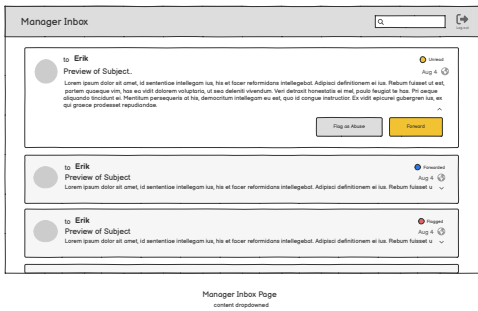 Manager Inbox
Log out
to Erik
Unread
Preview of Subject..
Aug 4
Lorem ipsum dolor sit amet, id sententiae intellegam ius, his et facer reformidans intellegebat. Adipisci definitionem ei ius. Rebum fuisset ut est,
partem quaeque vim, has eo vidit dolorem voluptaria, ut sea deleniti vivendum. Veri detraxit honestatis ei mel, paulo feugiat te has. Pri aeque
aliquando tincidunt ei. Mentitum persequeris at his, democritum intellegam eu est, quo id congue instructior. Ex vidit epicurei gubergren ius, ex
qui graece prodesset repudiandae.
Flag as Abuse
Forward
to Erik
Forwarded
Preview of Subject
Aug 4
Lorem ipsum dolor sit amet, id sententiae intellegam ius, his et facer reformidans intellegebat. Adipisci definitionem ei ius. Rebum fuisset u
to Erik
Flagged
Preview of Subject
Aug 4
Lorem ipsum dolor sit amet, id sententiae intellegam ius, his et facer reformidans intellegebat. Adipisci definitionem ei ius. Rebum fuisset u
Manager Inbox Page
content dropdowned